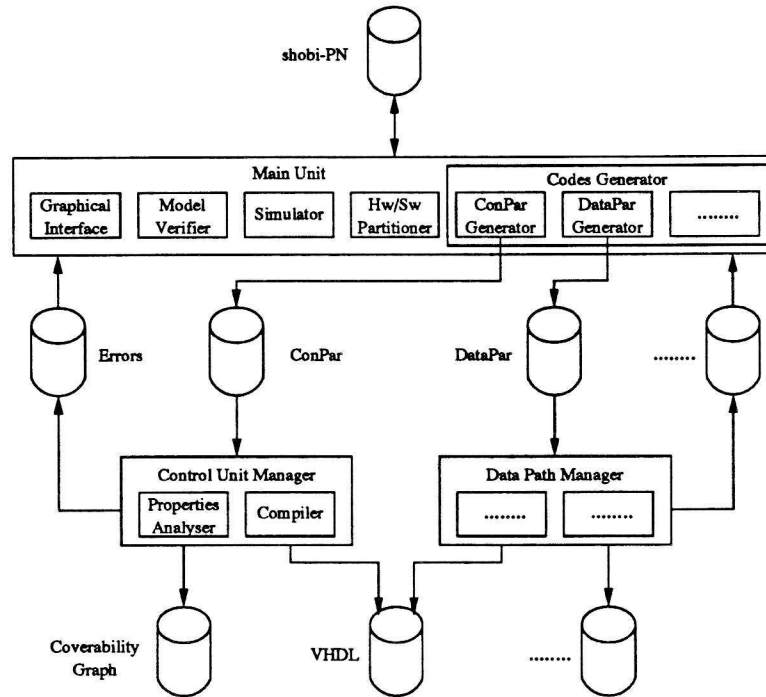 shobi-PN
Main Unit
Codes Generator
Graphical
Interface
Model
Verifier
Simulator
Hw/Sw
Partitioner
ConPar
Generator
DataPar
Generator
........
Errors
ConPar
DataPar
........
Control Unit Manager
Properties
Analyser
Compiler
Data Path Manager
........
........
Coverability
Graph
VHDL
........